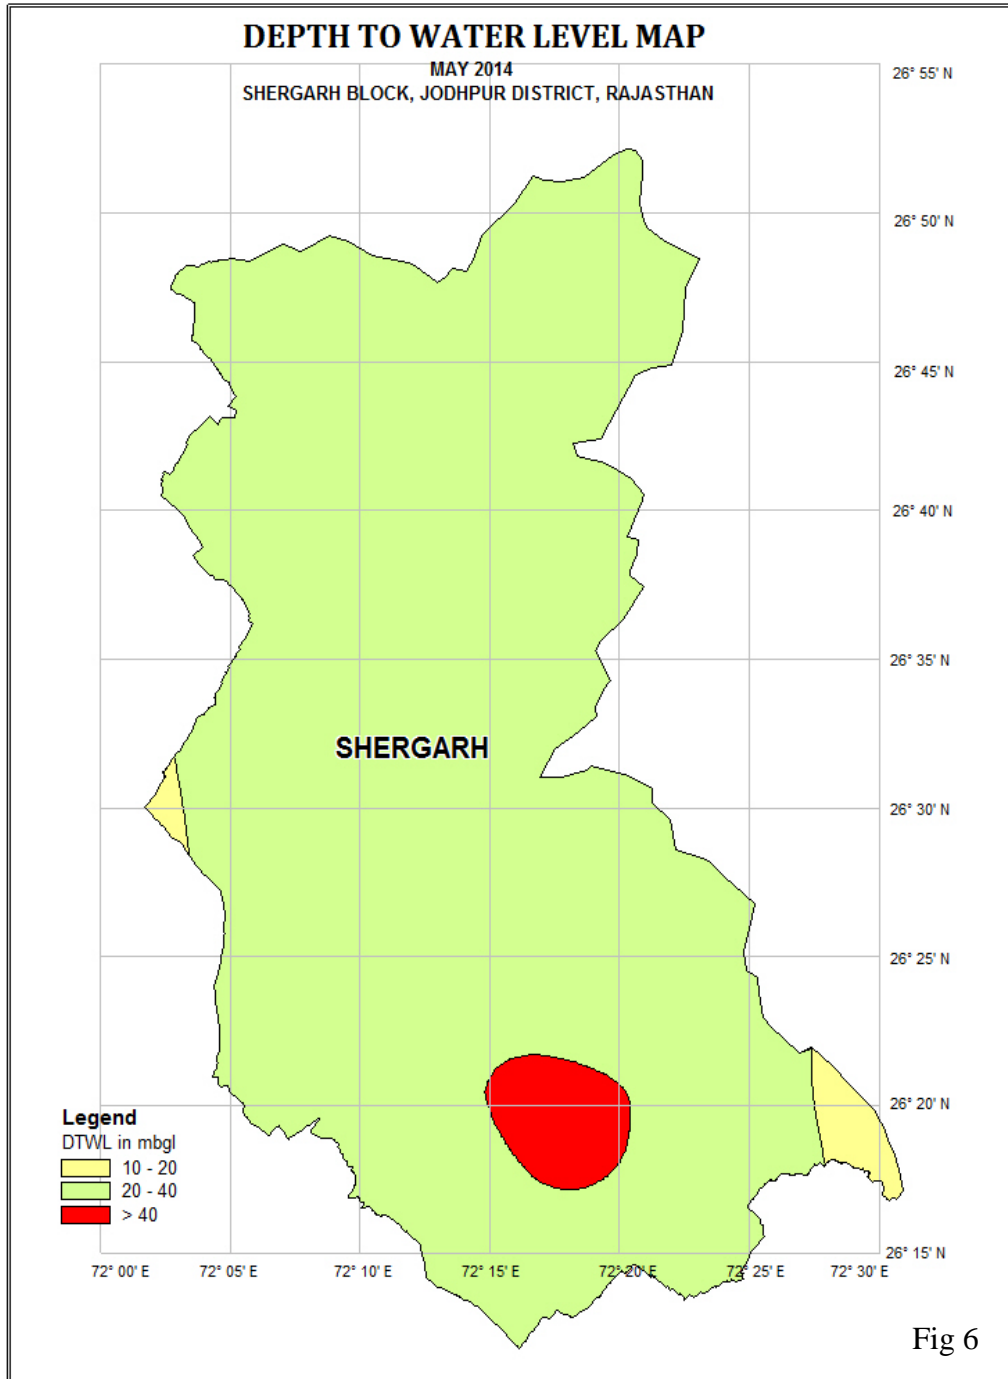 DEPTH TO WATER LEVEL MAP
MAY 2014
SHERGARH BLOCK, JODHPUR DISTRICT, RAJASTHAN
26° 55' N
26° 50' N
26° 45' N
26° 40' N
26° 35' N
SHERGARH
26° 30' N
26° 25' N
26° 20' N
Legend
DTWL in mbgl
10 - 20
20 - 40
> 40
26° 15' N
72° 00' E 72° 05' E 72° 10' E 72° 15' E 72° 20' E 72° 25' E 72° 30' E
Fig 6